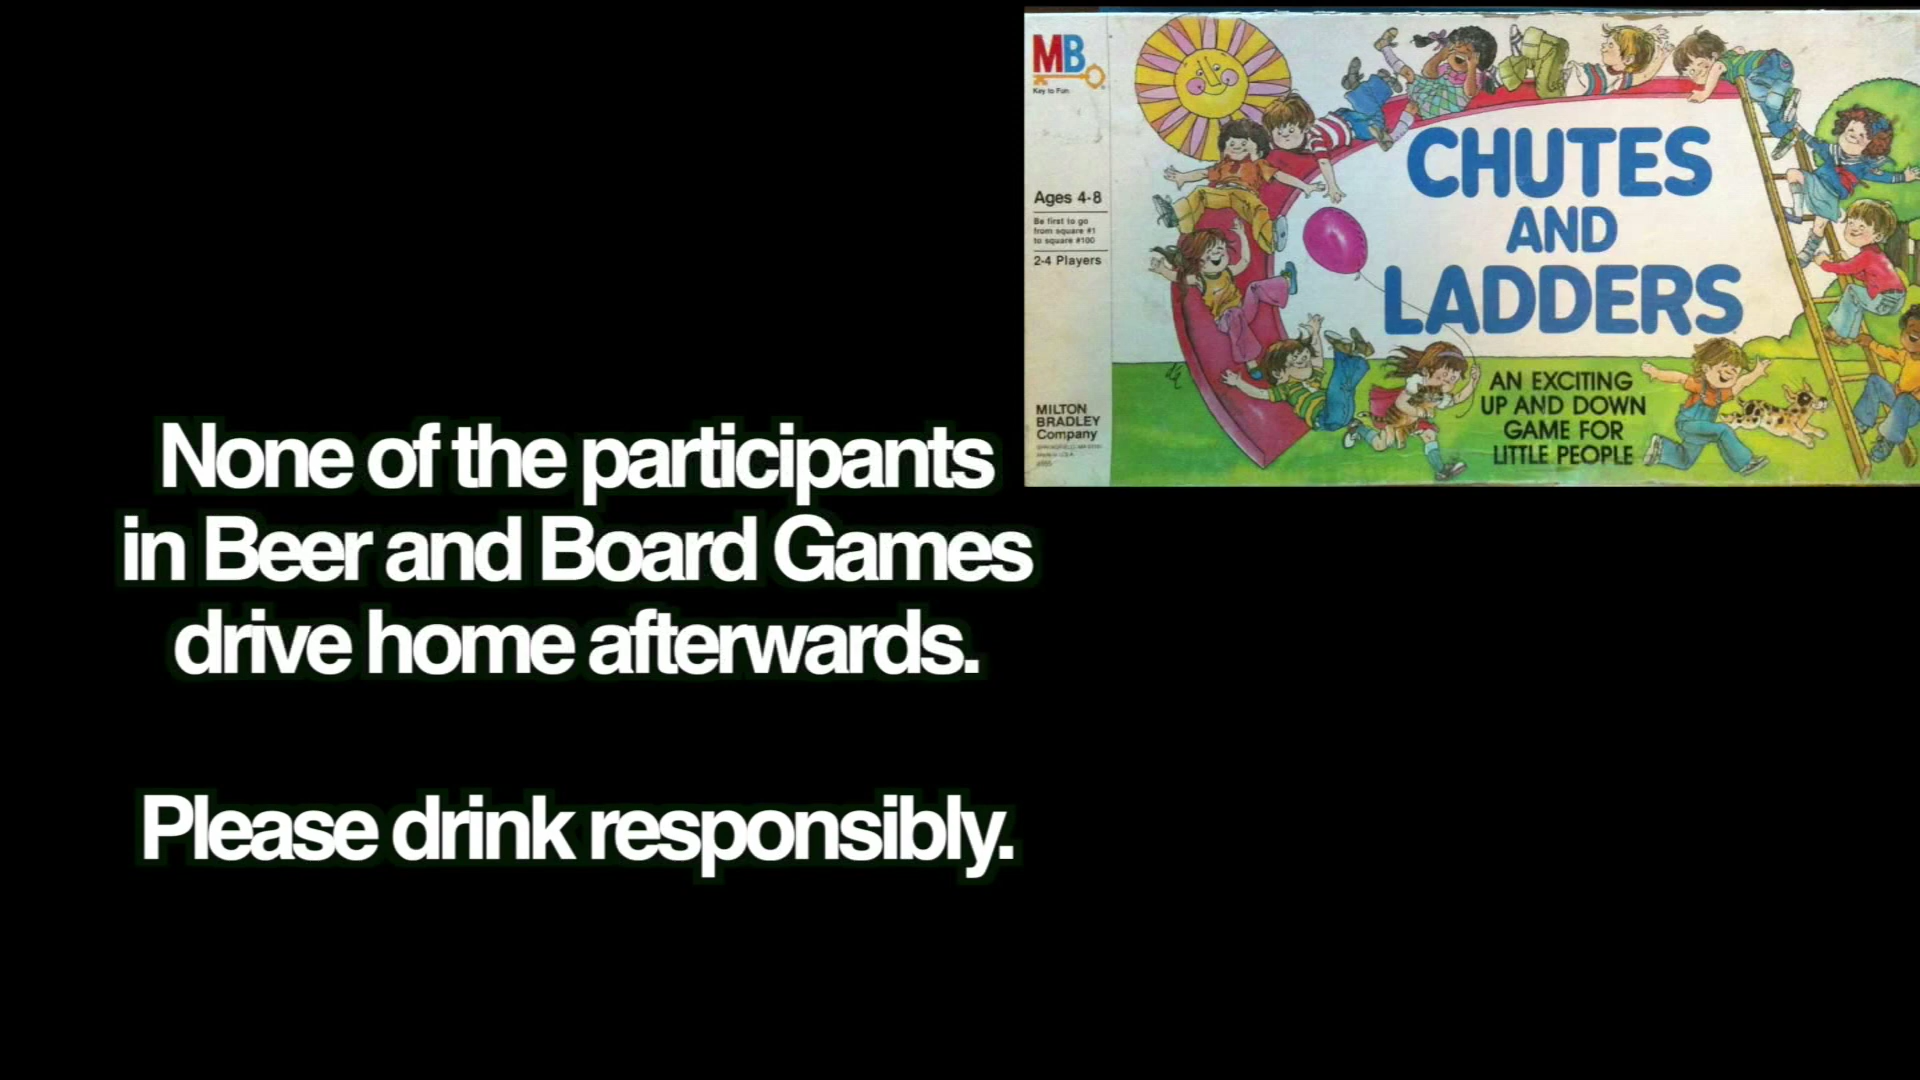 None of the participants
in Beer and Board Games
drive home afterwards.
Please drink responsibly.
MB
Key to Fun
Ages 4-8
Be first to go
from square #1
to square #100
2-4 Players
MILTON
BRADLEY
Company
CHUTES
AND
LADDERS
AN EXCITING
UP AND DOWN
GAME FOR
LITTLE PEOPLE